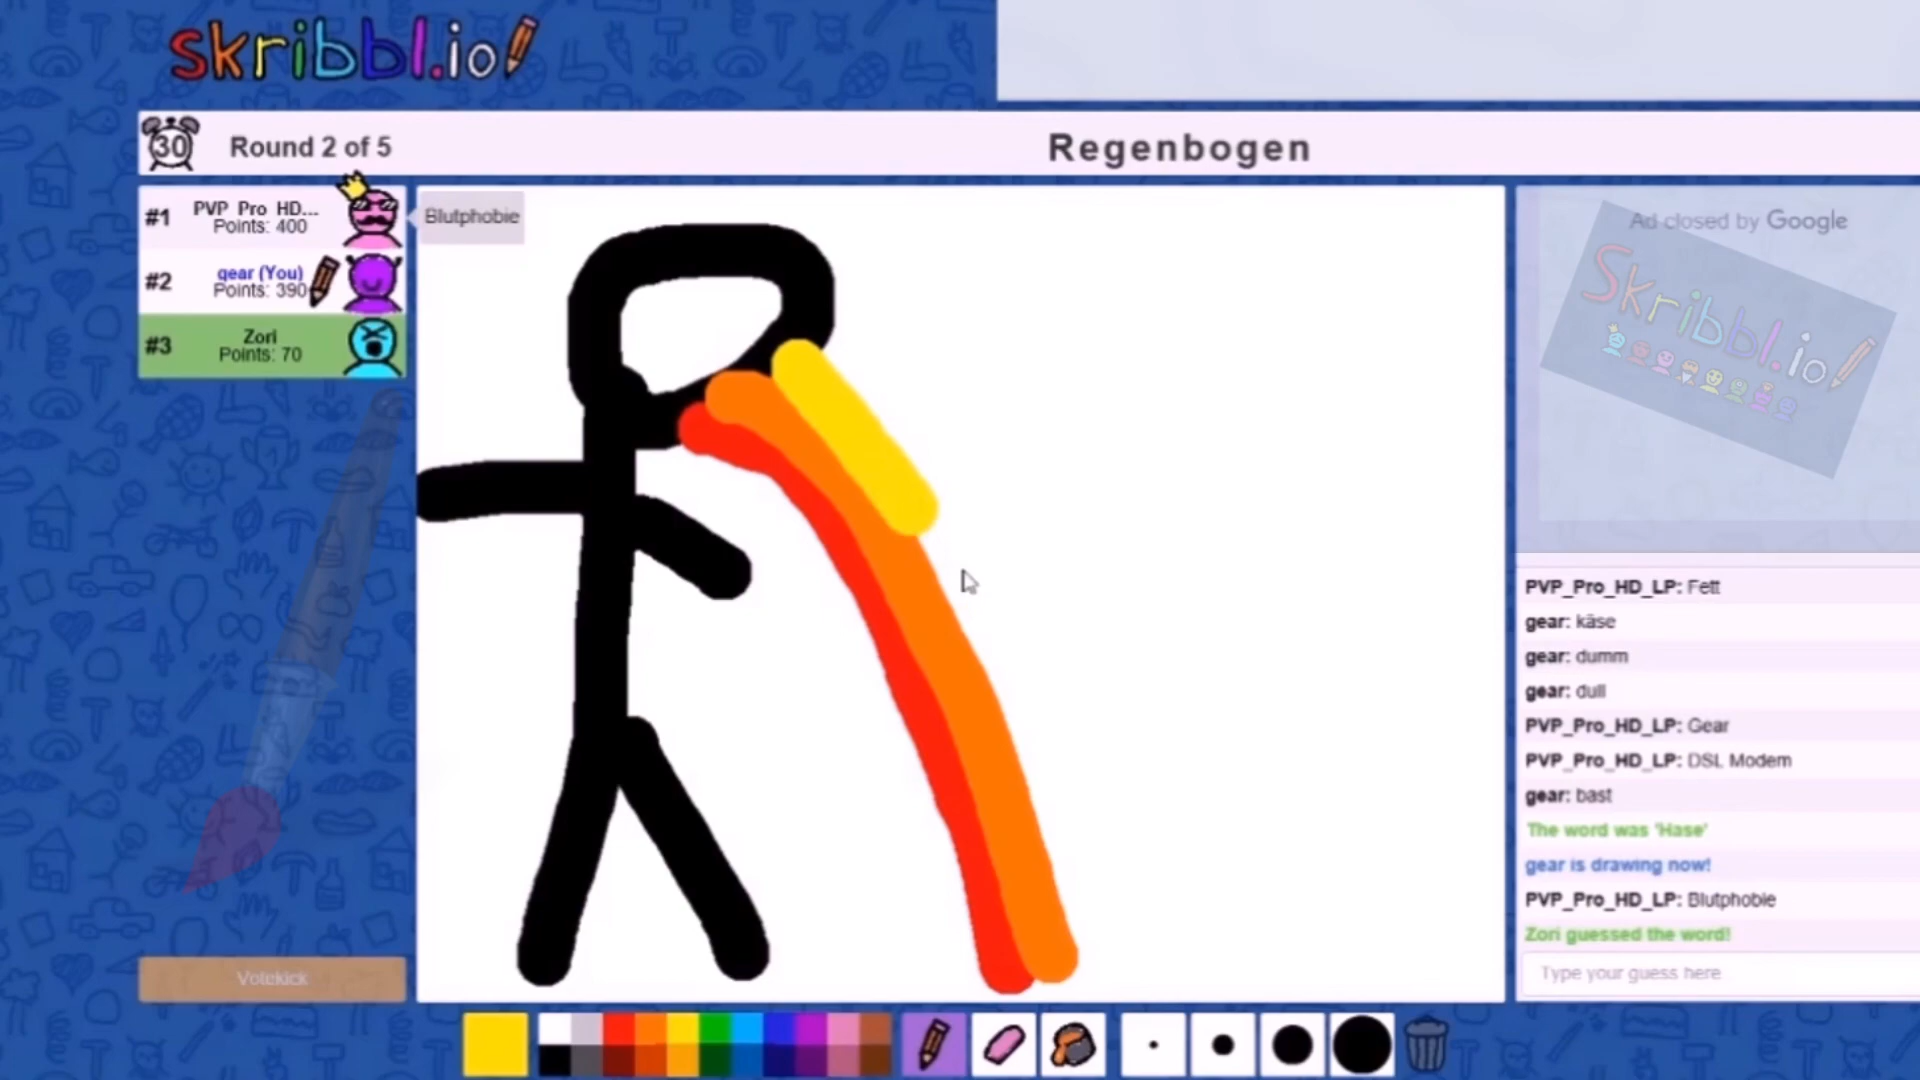 skribbl.io
30
Round 2 of 5
Regenbogen
#1
PVP Pro HD...
Points: 400
Blutphobie
#2
gear (You)
Points: 390
#3
Zori
Points: 70
Ad closed by Google
Skribbl.io
PVP_Pro_HD_LP: Fett
gear: käse
gear: dumm
gear: dull
PVP_Pro_HD_LP: Gear
PVP_Pro_HD_LP: DSL Modem
gear: bast
The word was 'Hase'
gear is drawing now!
PVP_Pro_HD_LP: Blutphobie
Zori guessed the word!
Type your guess here
Votekick